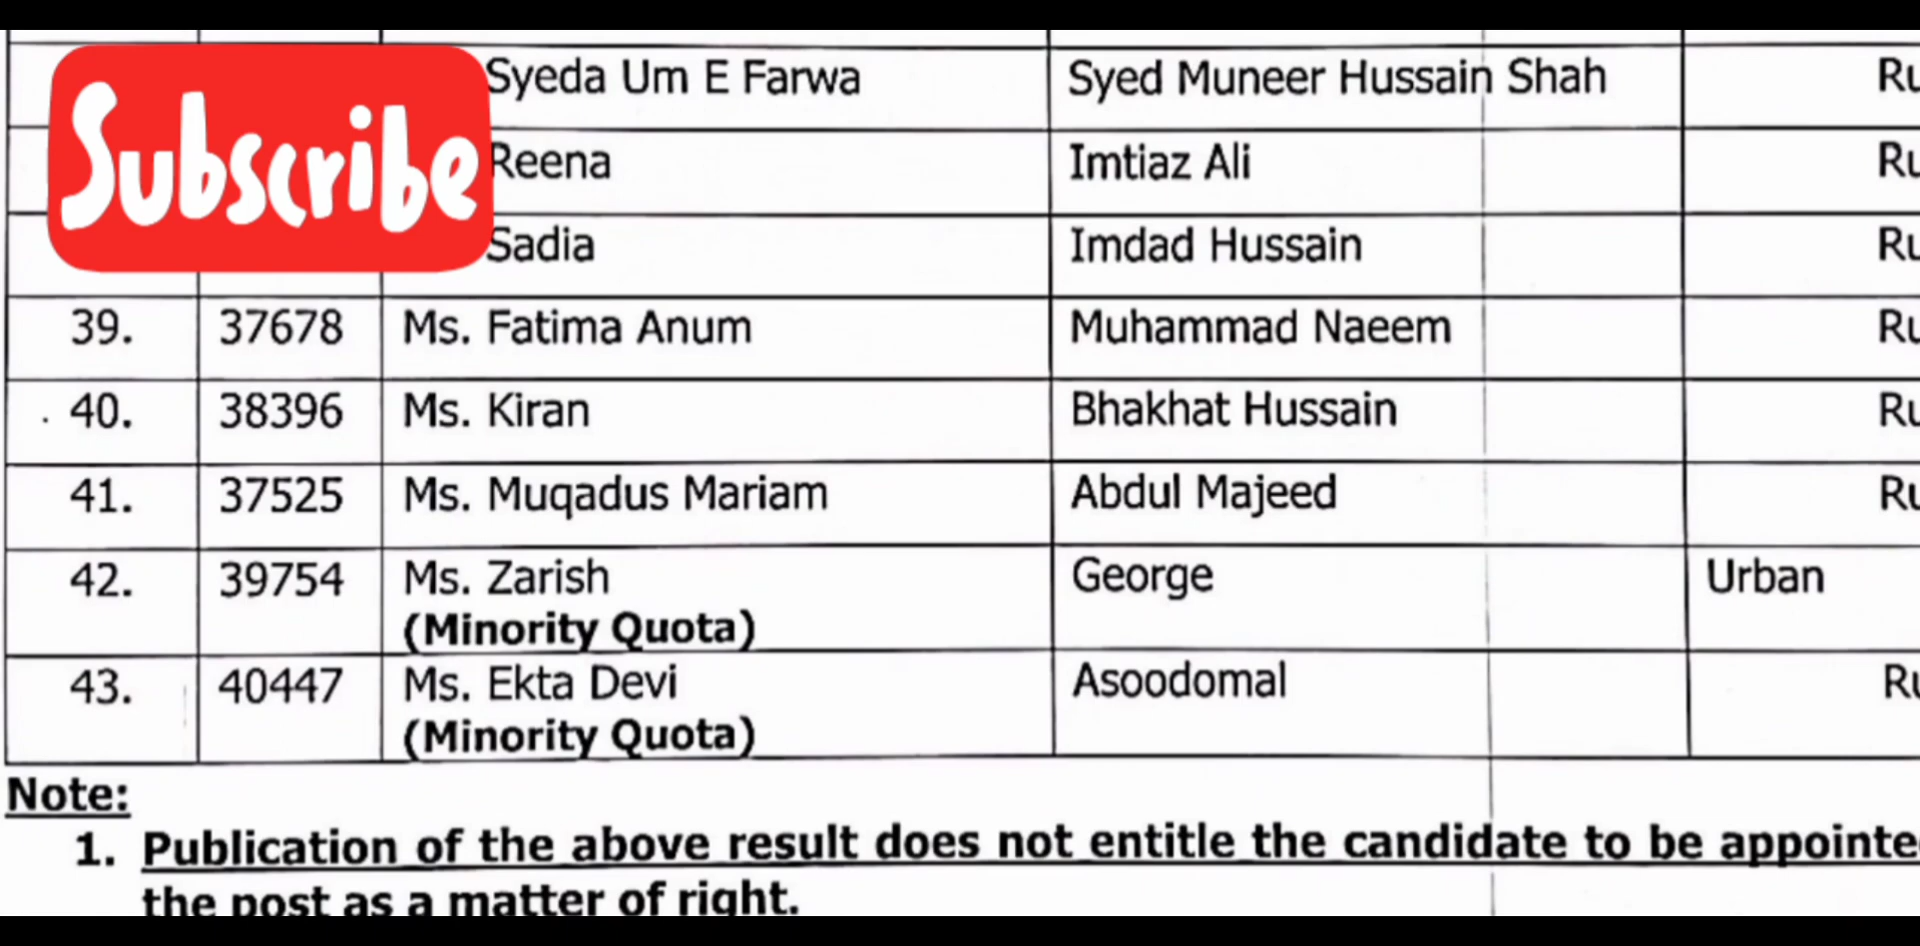 Subscribe
Syeda Um E Farwa Syed Muneer Hussain Shah
Reena Imtiaz Ali
Sadia Imdad Hussain
39. 37678 Ms. Fatima Anum Muhammad Naeem
40. 38396 Ms. Kiran Bhakhat Hussain
41. 37525 Ms. Muqadus Mariam Abdul Majeed
42. 39754 Ms. Zarish George Urban
(Minority Quota)
43. 40447 Ms. Ekta Devi Asoodomal
(Minority Quota)
Note:
1. Publication of the above result does not entitle the candidate to be
the post as a matter of right.